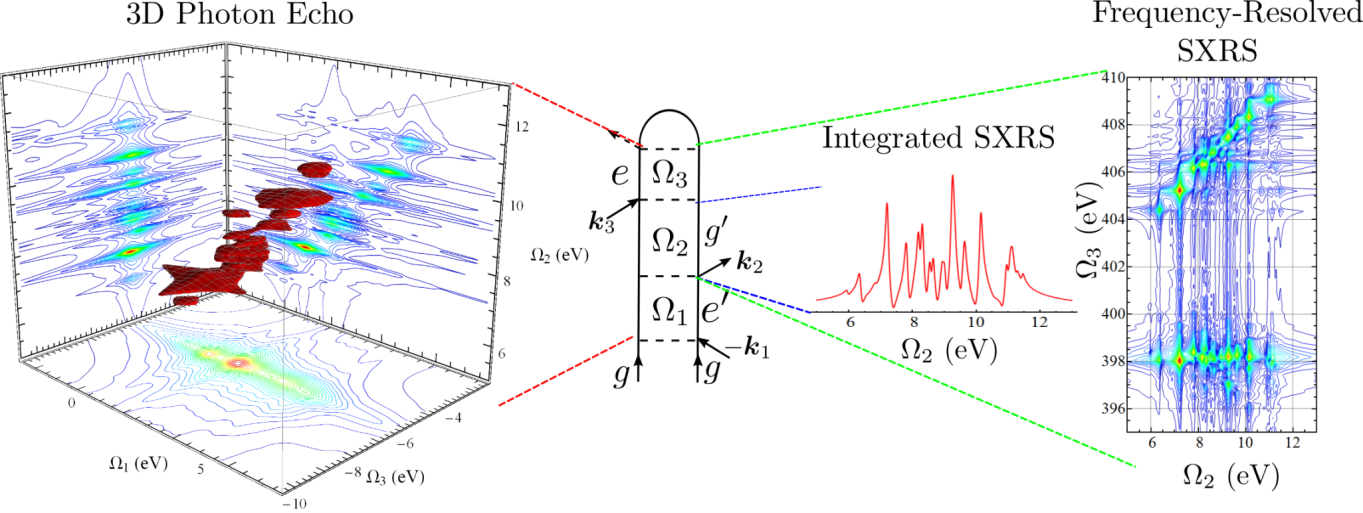 3D Photon Echo
Frequency-Resolved
SXRS
Integrated SXRS
12
10
8
6
Ω₂ (eV)
0
5
Ω₁ (eV)
−4
−6
−8
−10
Ω₃ (eV)
e
Ω₃
k₃
Ω₂
g′
k₂
Ω₁
e′
−k₁
g
g
6
8
10
12
Ω₂ (eV)
410
408
406
404
402
400
398
396
Ω₃ (eV)
6
8
10
12
Ω₂ (eV)